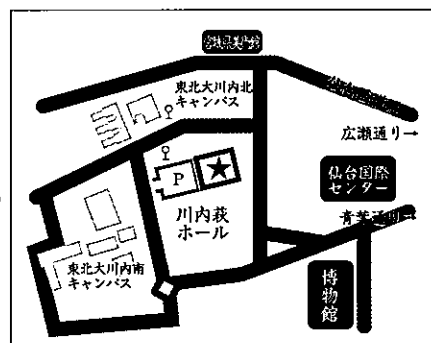 宮城県美術館
東北大川内北
キャンパス
広瀬通り→
仙台国際
センター
P
川内萩
ホール
青葉通り→
東北大川内南
キャンパス
博物館